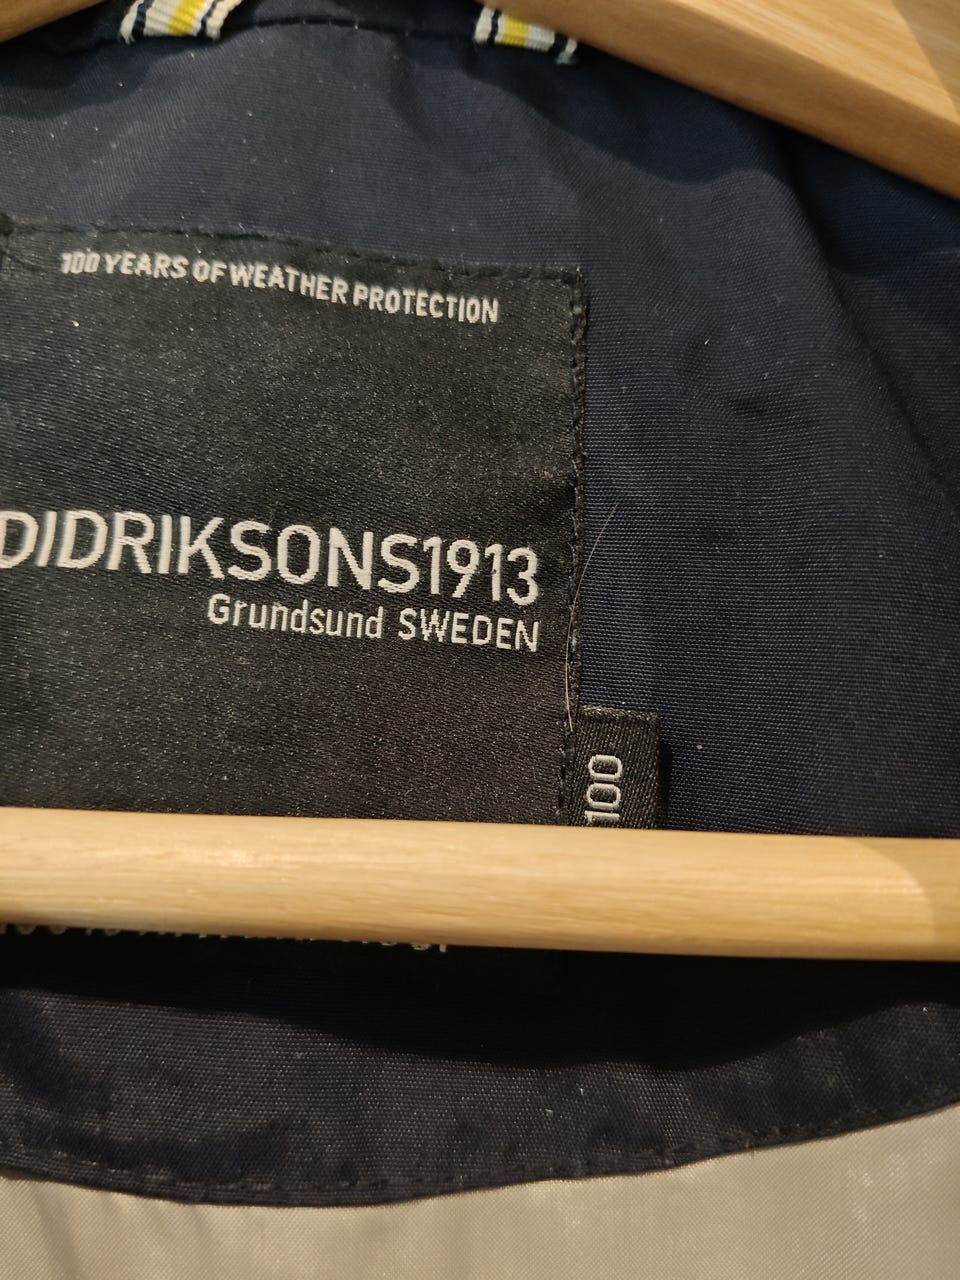 100 YEARS OF WEATHER PROTECTION
DIDRIKSONS1913
Grundsund SWEDEN
100